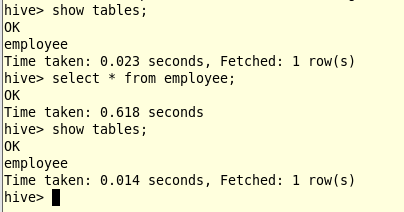 hive> show tables;
OK
employee
Time taken: 0.023 seconds, Fetched: 1 row(s)
hive> select * from employee;
OK
Time taken: 0.618 seconds
hive> show tables;
OK
employee
Time taken: 0.014 seconds, Fetched: 1 row(s)
hive>